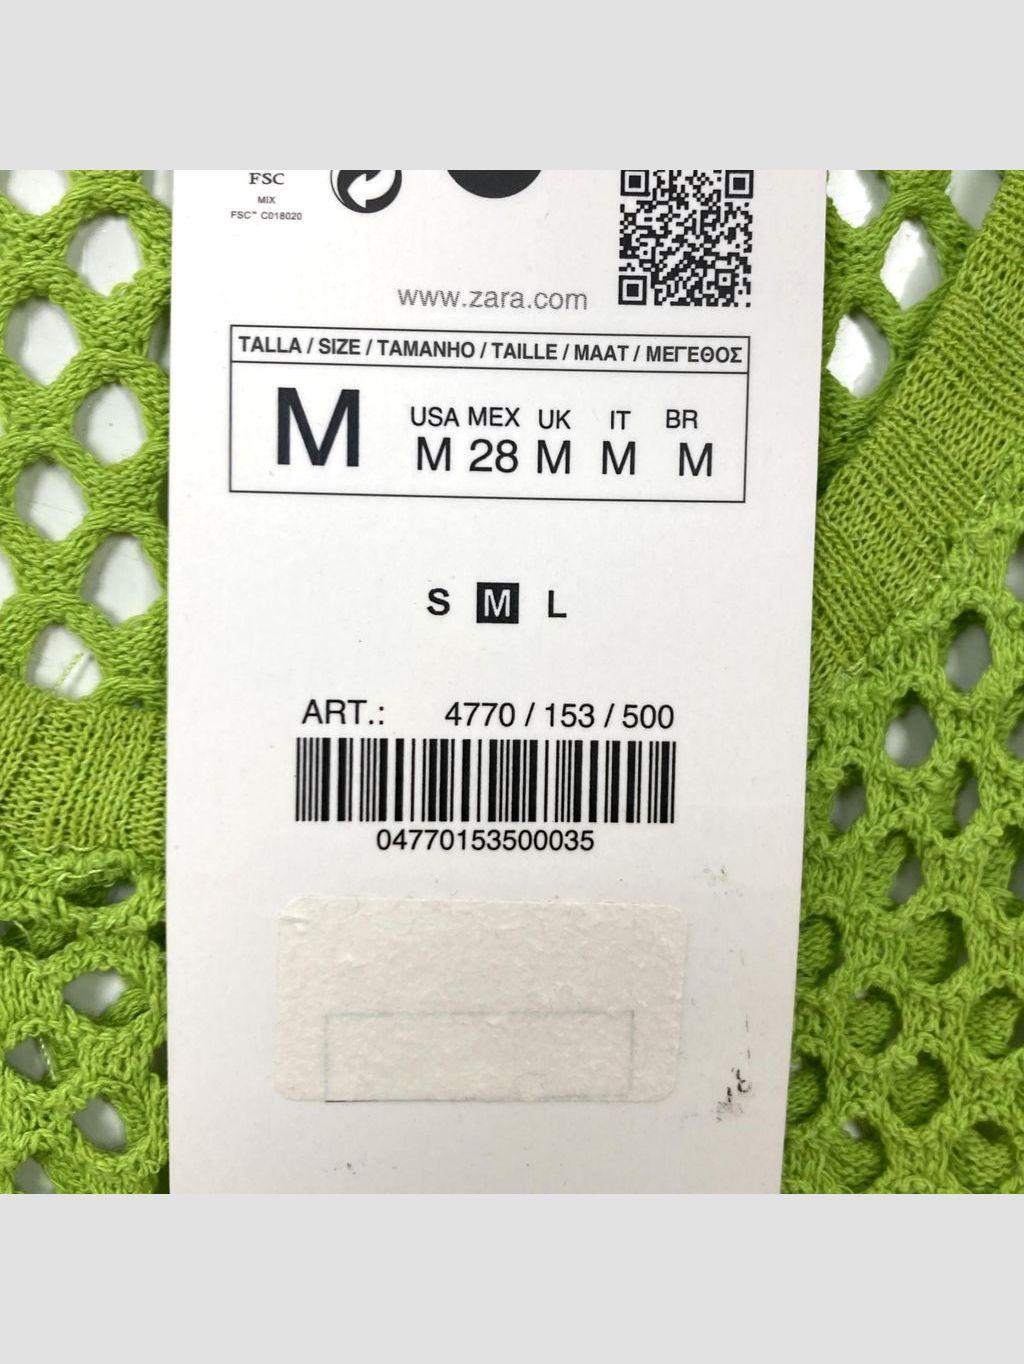 FSC
MIX
FSC™ C018020
www.zara.com
TALLA / SIZE / TAMANHO / TAILLE / MAAT / ΜΕΓΕΘΟΣ
M
USA MEX UK IT BR
M 28 M M M
S M L
ART.: 4770 / 153 / 500
04770153500035